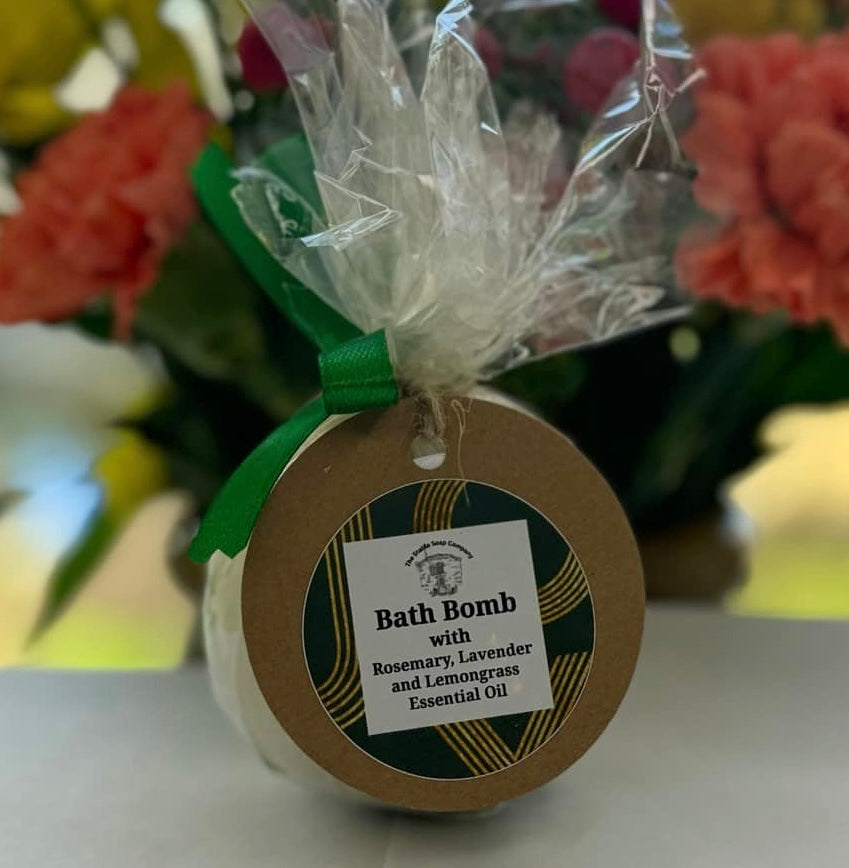 The Stable Soap Company
Bath Bomb
with
Rosemary, Lavender
and Lemongrass
Essential Oil